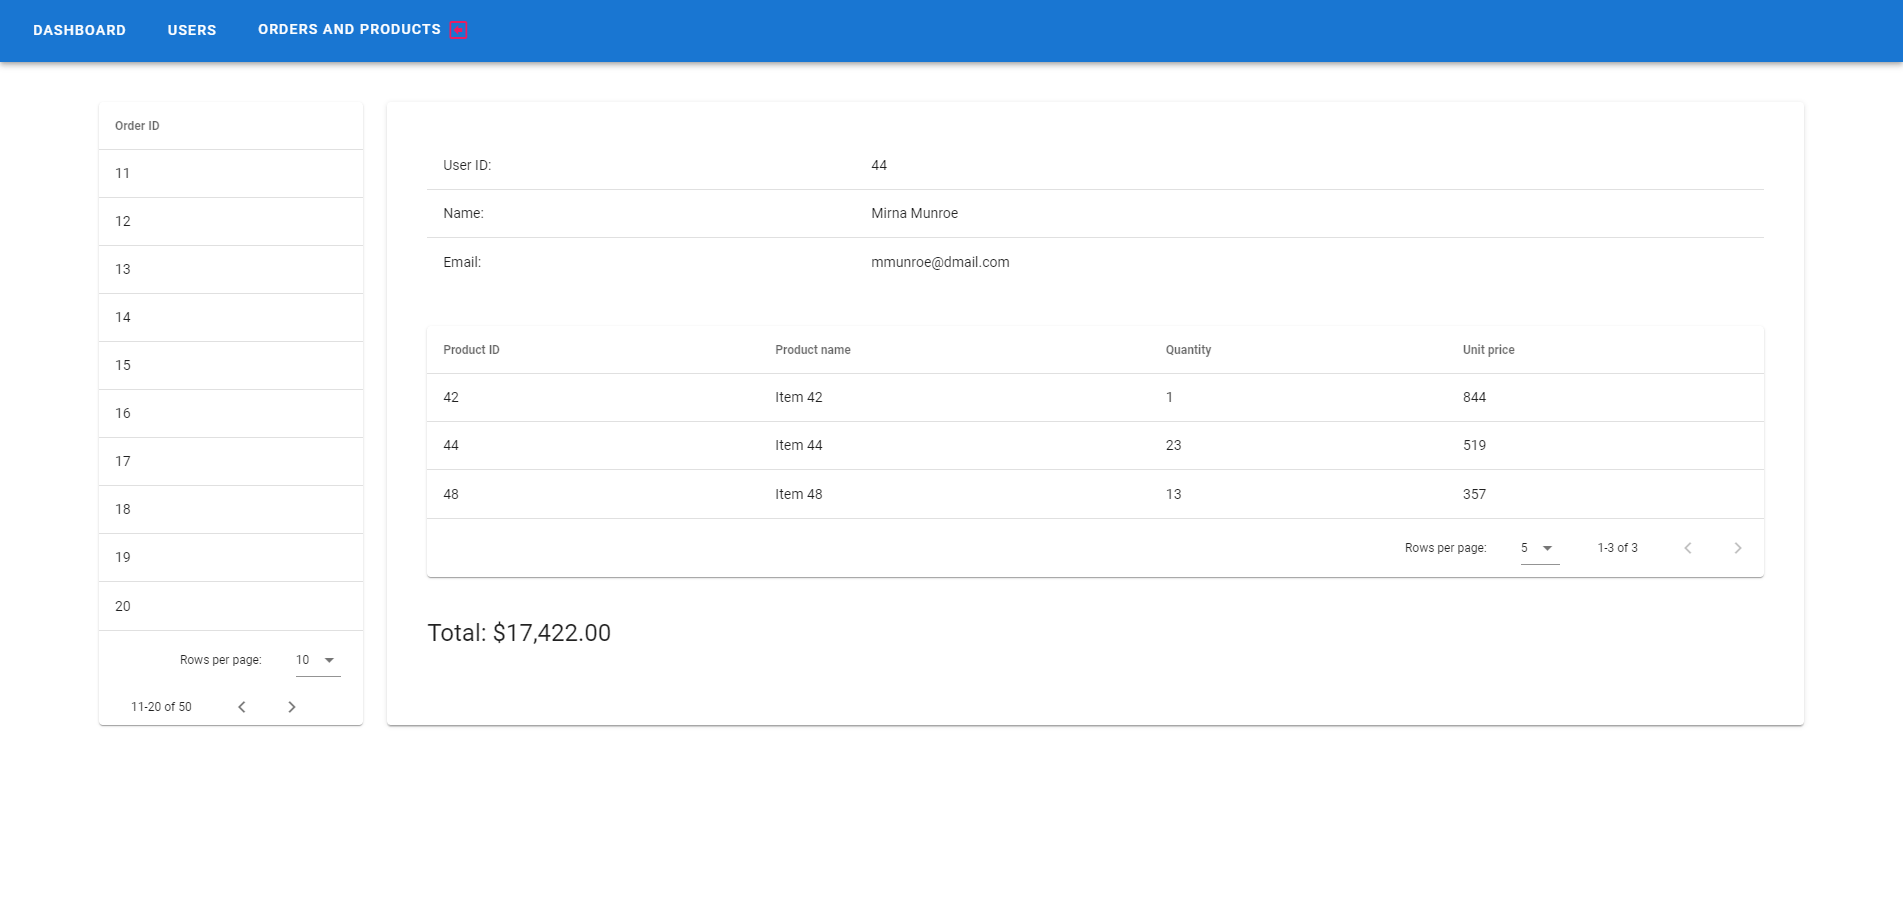 DASHBOARD USERS ORDERS AND PRODUCTS
Order ID
11
12
13
14
15
16
17
18
19
20
Rows per page: 10
11-20 of 50
User ID: 44
Name: Mirna Munroe
Email: mmunroe@dmail.com
Product ID Product name Quantity Unit price
42 Item 42 1 844
44 Item 44 23 519
48 Item 48 13 357
Rows per page: 5 1-3 of 3
Total: $17,422.00